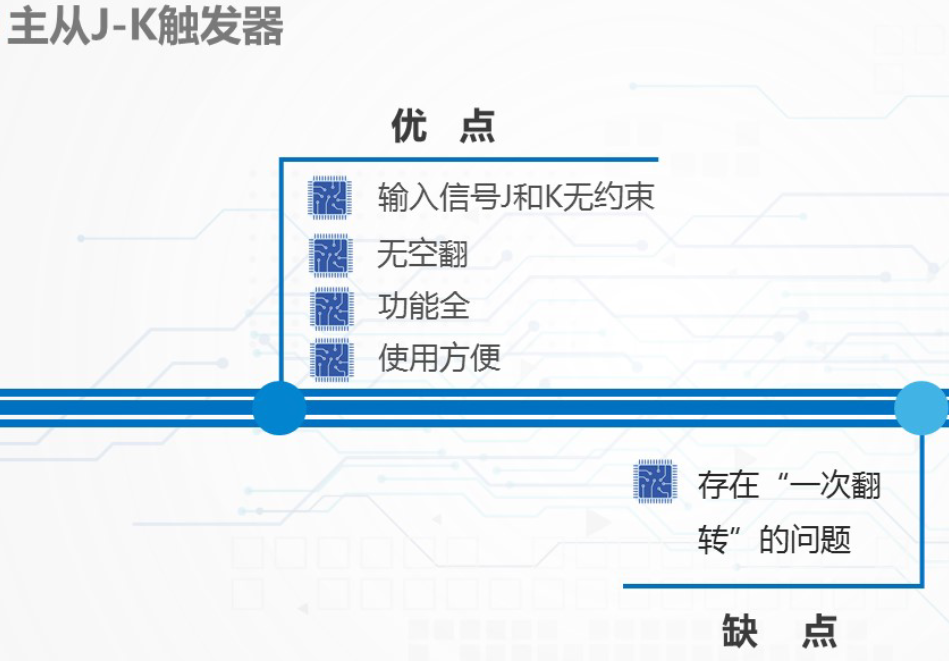 主从J-K触发器
优 点
输入信号J和K无约束
无空翻
功能全
使用方便
存在“一次翻
转”的问题
缺 点